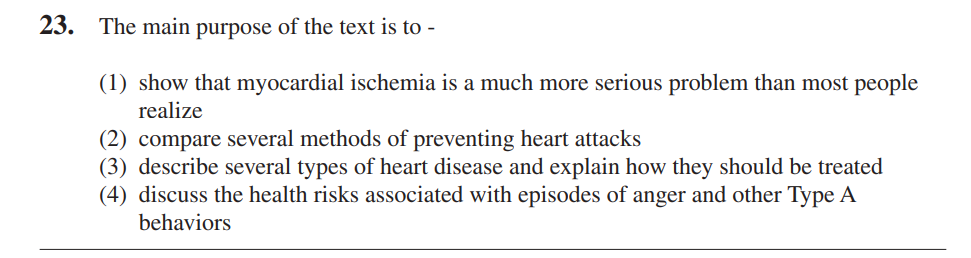 23. The main purpose of the text is to -
(1) show that myocardial ischemia is a much more serious problem than most people
realize
(2) compare several methods of preventing heart attacks
(3) describe several types of heart disease and explain how they should be treated
(4) discuss the health risks associated with episodes of anger and other Type A
behaviors